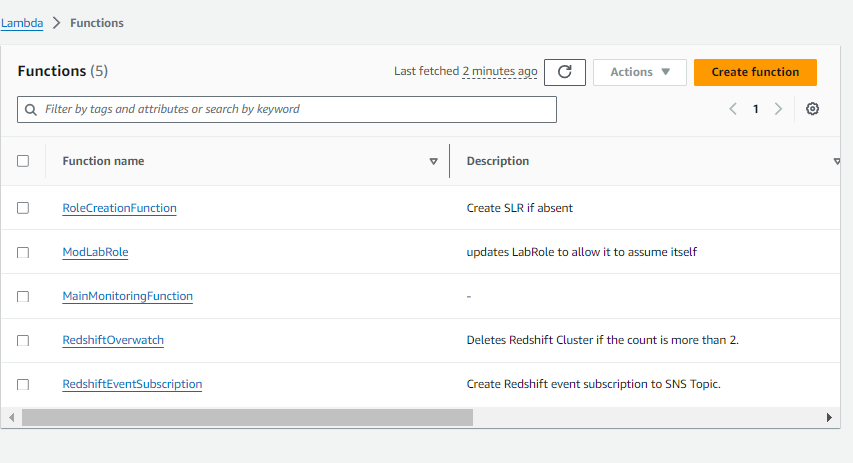 Lambda > Functions
Functions (5) Last fetched 2 minutes ago Actions Create function
Filter by tags and attributes or search by keyword 1
Function name Description
RoleCreationFunction Create SLR if absent
ModLabRole updates LabRole to allow it to assume itself
MainMonitoringFunction -
RedshiftOverwatch Deletes Redshift Cluster if the count is more than 2.
RedshiftEventSubscription Create Redshift event subscription to SNS Topic.